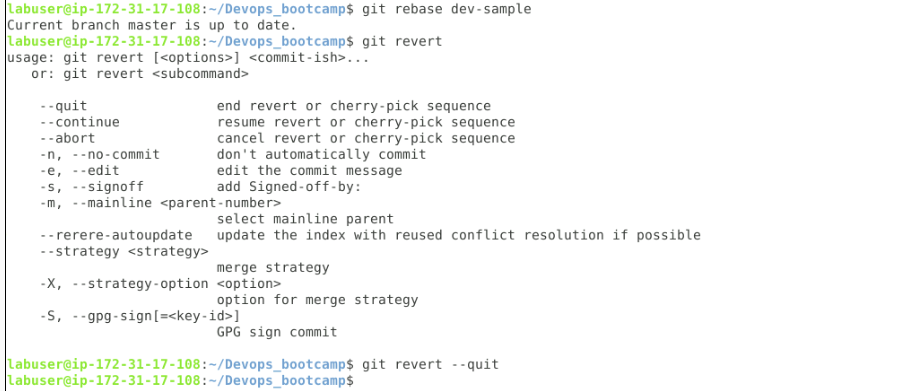 labuser@ip-172-31-17-108:~/Devops_bootcamp$ git rebase dev-sample
Current branch master is up to date.
labuser@ip-172-31-17-108:~/Devops_bootcamp$ git revert
usage: git revert [<options>] <commit-ish>...
   or: git revert <subcommand>

    --quit                end revert or cherry-pick sequence
    --continue            resume revert or cherry-pick sequence
    --abort               cancel revert or cherry-pick sequence
    -n, --no-commit       don't automatically commit
    -e, --edit            edit the commit message
    -s, --signoff         add Signed-off-by:
    -m, --mainline <parent-number>
                          select mainline parent
    --rerere-autoupdate   update the index with reused conflict resolution if possible
    --strategy <strategy>
                          merge strategy
    -X, --strategy-option <option>
                          option for merge strategy
    -S, --gpg-sign[=<key-id>]
                          GPG sign commit

labuser@ip-172-31-17-108:~/Devops_bootcamp$ git revert --quit
labuser@ip-172-31-17-108:~/Devops_bootcamp$